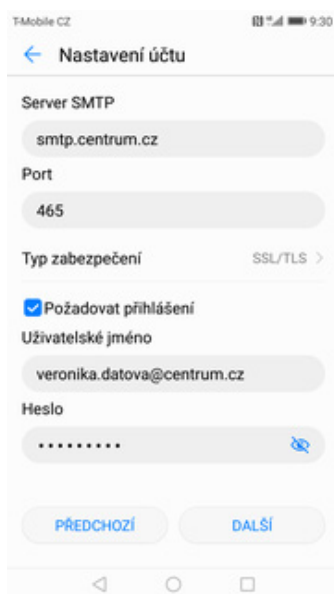 T-Mobile CZ 9:30
Nastavení účtu
Server SMTP
smtp.centrum.cz
Port
465
Typ zabezpečení SSL/TLS
Požadovat přihlášení
Uživatelské jméno
veronika.datova@centrum.cz
Heslo
•••••••••
PŘEDCHOZÍ DALŠÍ